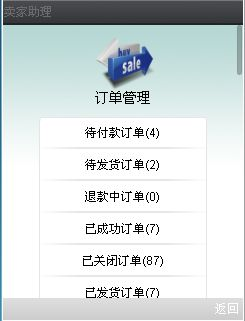 卖家助理
buy
sale
订单管理
待付款订单(4)
待发货订单(2)
退款中订单(0)
已成功订单(7)
已关闭订单(87)
已发货订单(7)
返回